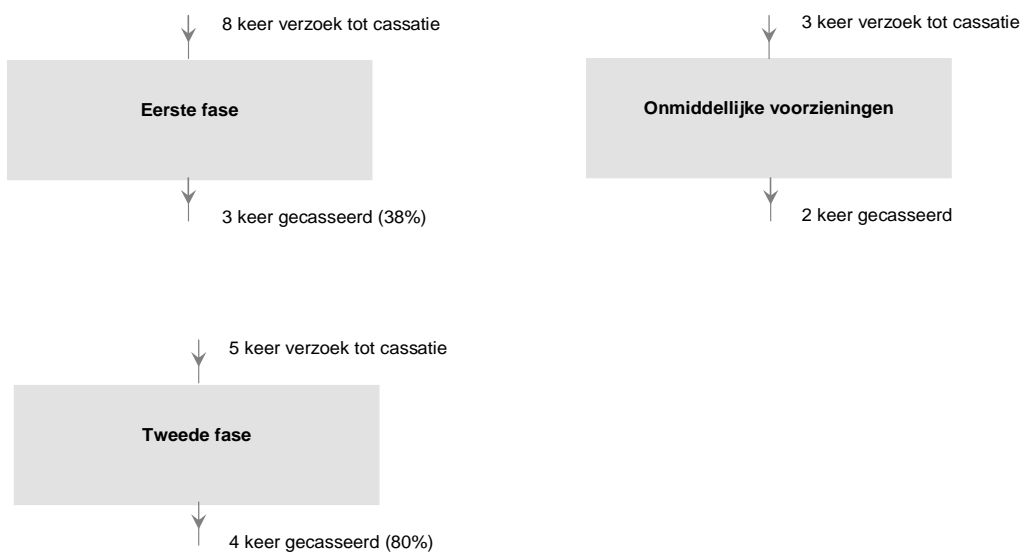 8 keer verzoek tot cassatie
Eerste fase
3 keer gecasseerd (38%)
3 keer verzoek tot cassatie
Onmiddellijke voorzieningen
2 keer gecasseerd
5 keer verzoek tot cassatie
Tweede fase
4 keer gecasseerd (80%)